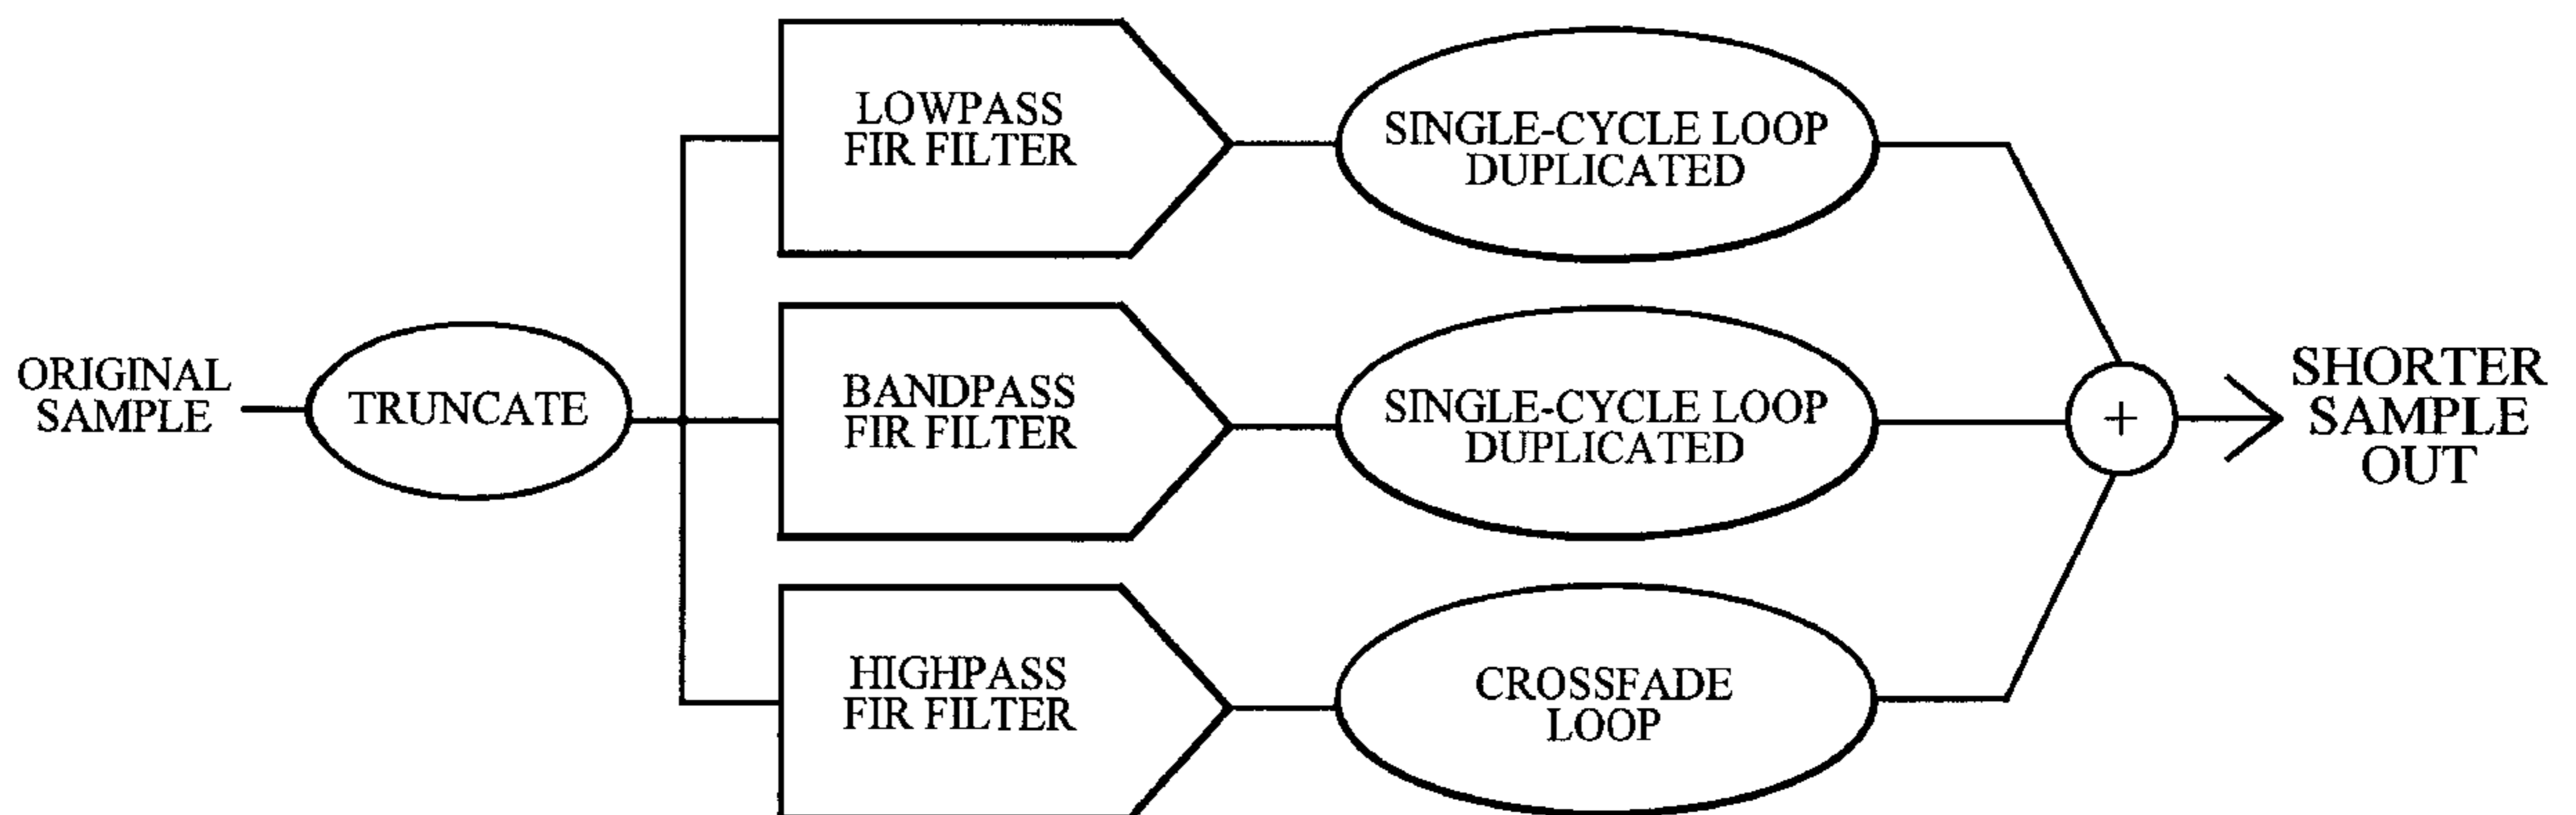 ORIGINAL
SAMPLE
TRUNCATE
LOWPASS
FIR FILTER
SINGLE-CYCLE LOOP
DUPLICATED
BANDPASS
FIR FILTER
SINGLE-CYCLE LOOP
DUPLICATED
HIGHPASS
FIR FILTER
CROSSFADE
LOOP
+
SHORTER
SAMPLE
OUT